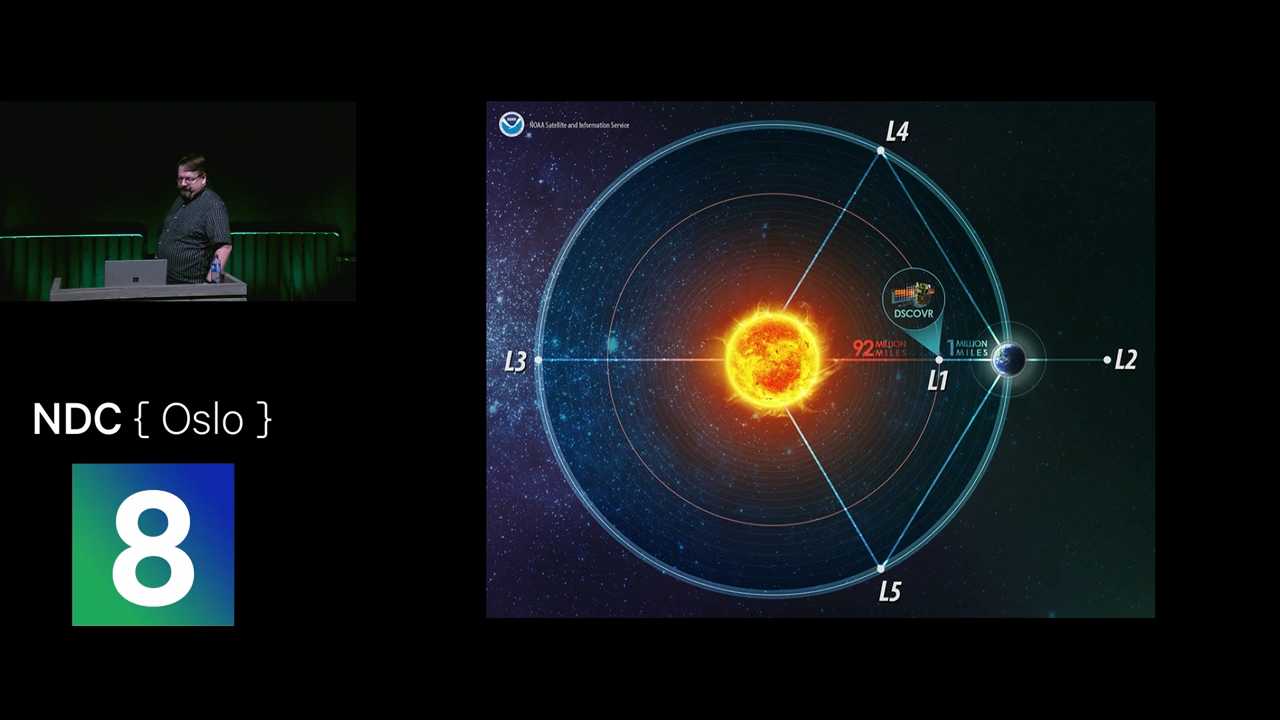 NOAA Satellite and Information Service
L4
DSCOVR
92 MILLION MILES
1 MILLION MILES
L3
L1
L2
L5
NDC { Oslo }
8